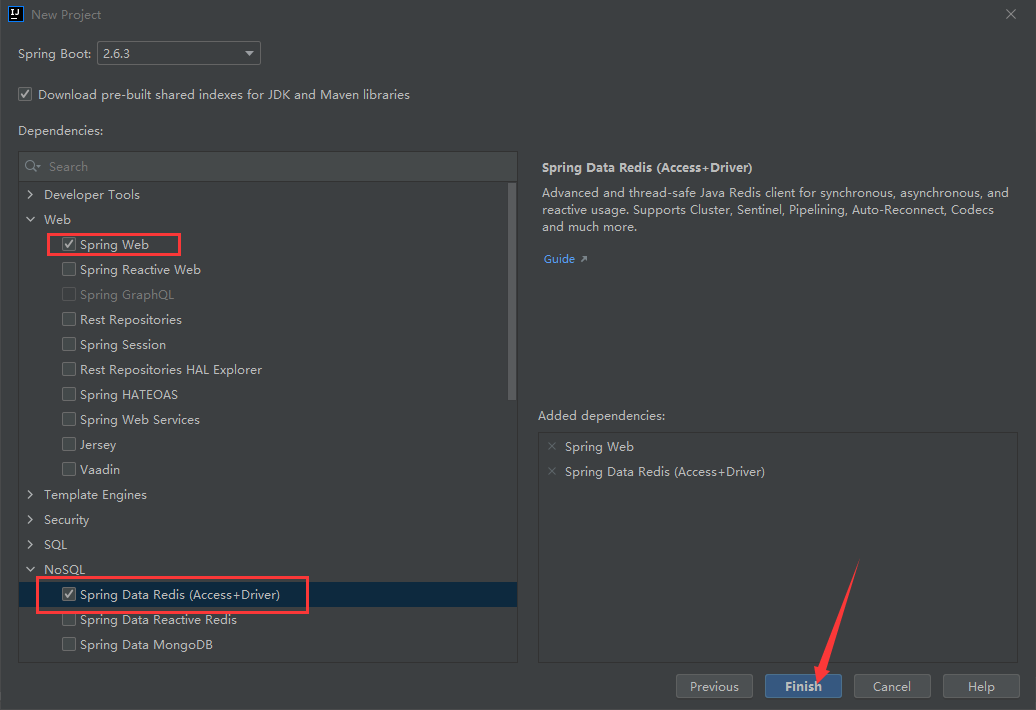 New Project
Spring Boot: 2.6.3
Download pre-built shared indexes for JDK and Maven libraries
Dependencies:
Search
Developer Tools
Web
Spring Web
Spring Reactive Web
Spring GraphQL
Rest Repositories
Spring Session
Rest Repositories HAL Explorer
Spring HATEOAS
Spring Web Services
Jersey
Vaadin
Template Engines
Security
SQL
NoSQL
Spring Data Redis (Access+Driver)
Spring Data Reactive Redis
Spring Data MongoDB
Spring Data Redis (Access+Driver)
Advanced and thread-safe Java Redis client for synchronous, asynchronous, and
reactive usage. Supports Cluster, Sentinel, Pipelining, Auto-Reconnect, Codecs
and much more.
Guide
Added dependencies:
Spring Web
Spring Data Redis (Access+Driver)
Previous
Finish
Cancel
Help